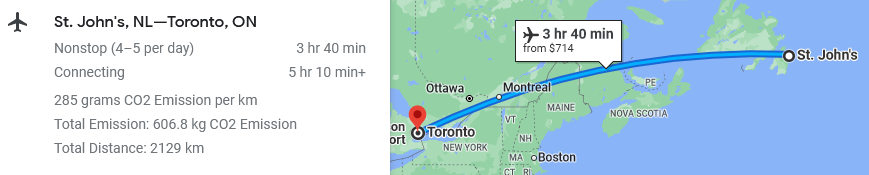 St. John's, NL—Toronto, ON
Nonstop (4–5 per day) 3 hr 40 min
Connecting 5 hr 10 min+
285 grams CO2 Emission per km
Total Emission: 606.8 kg CO2 Emission
Total Distance: 2129 km
3 hr 40 min
from $714
St. John's
Ottawa
Montreal
PE
MAINE
NOVA SCOTIA
on
ort
Toronto
VT
NH
NEW YORK
MA
Boston
CT
RI